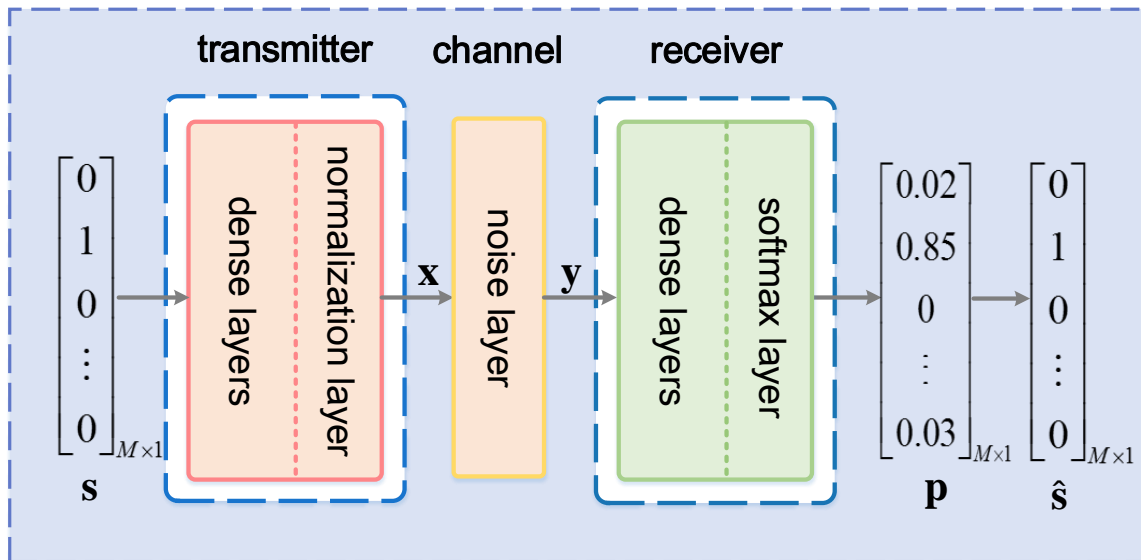 transmitter
channel
receiver
0
1
0
⋮
0
M×1
s
dense layers
normalization layer
x
noise layer
y
dense layers
softmax layer
0.02
0.85
0
⋮
0.03
M×1
p
0
1
0
⋮
0
M×1
ŝ